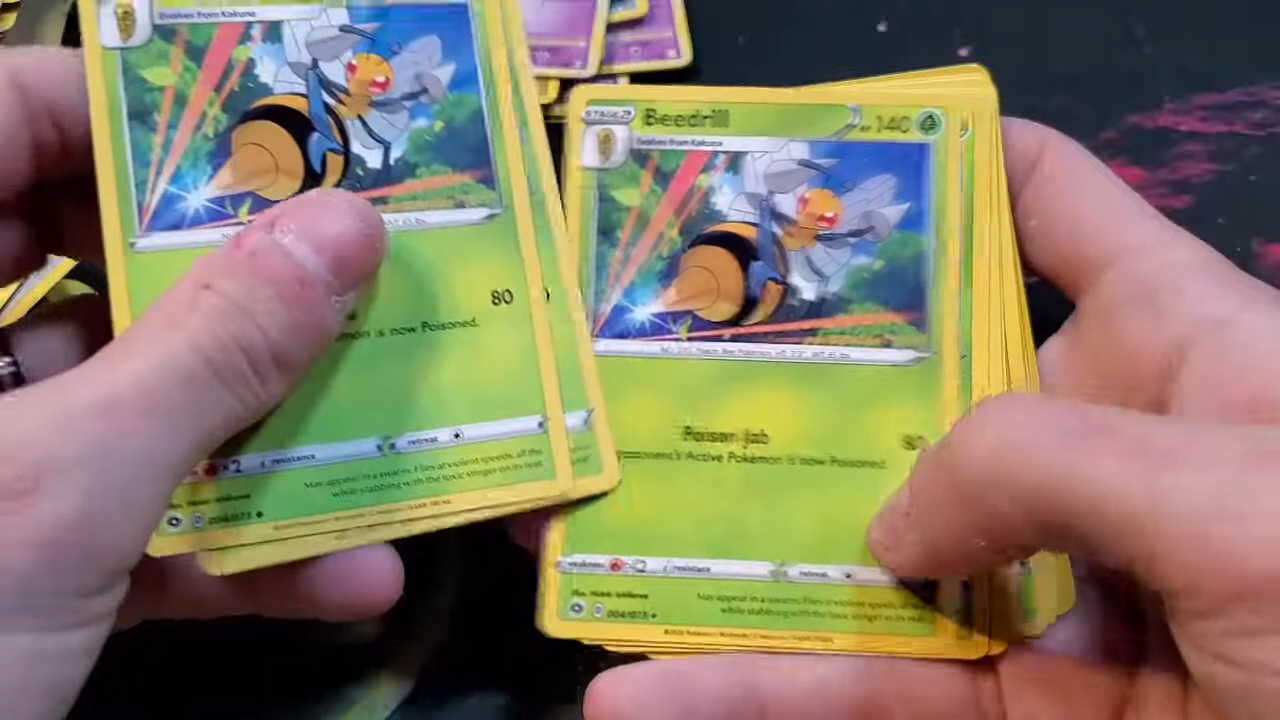 Evolves from Kakuna
80
is now Poisoned.
×2
resistance
retreat
May appear in a swarm. Flies at violent speeds, all the
while stabbing with the toxic stinger on its rear.
004/073
STAGE 2
Beedrill
HP 140
Evolves from Kakuna
Poison Jab
80
opponent's Active Pokémon is now Poisoned.
weakness
×2
resistance
retreat
May appear in a swarm. Flies at violent speeds, all
while stabbing with the toxic stinger on its rear.
004/073